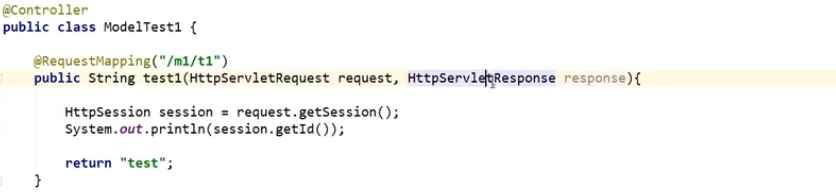 @Controller
public class ModelTest1 {
@RequestMapping("/m1/t1")
public String test1(HttpServletRequest request, HttpServletResponse response){
HttpSession session = request.getSession();
System.out.println(session.getId());
return "test";
}